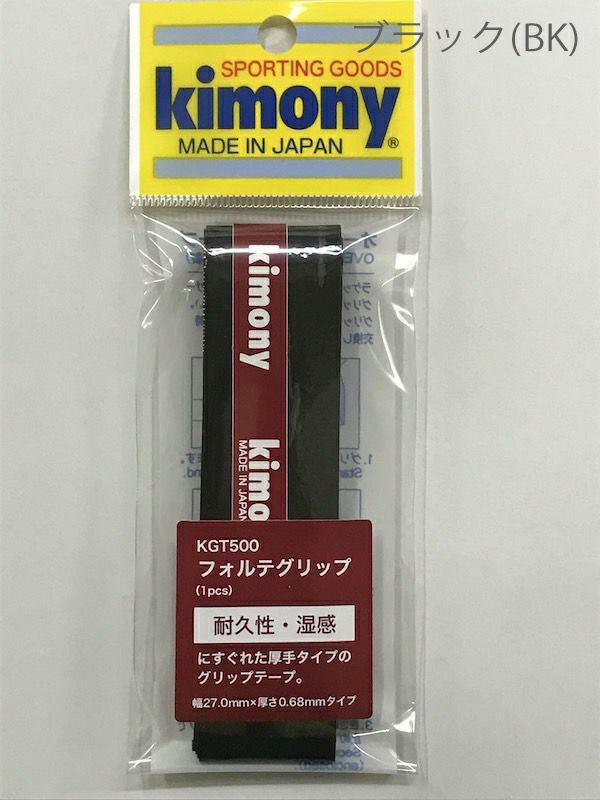 ブラック(BK)
SPORTING GOODS
kimony®
MADE IN JAPAN
kimony
kimo
MADE IN JAPAN
KGT500
フォルテグリップ
(1pcs)
耐久性・湿感
にすぐれた厚手タイプの
グリップテープ。
幅27.0mm×厚さ0.68mmタイプ